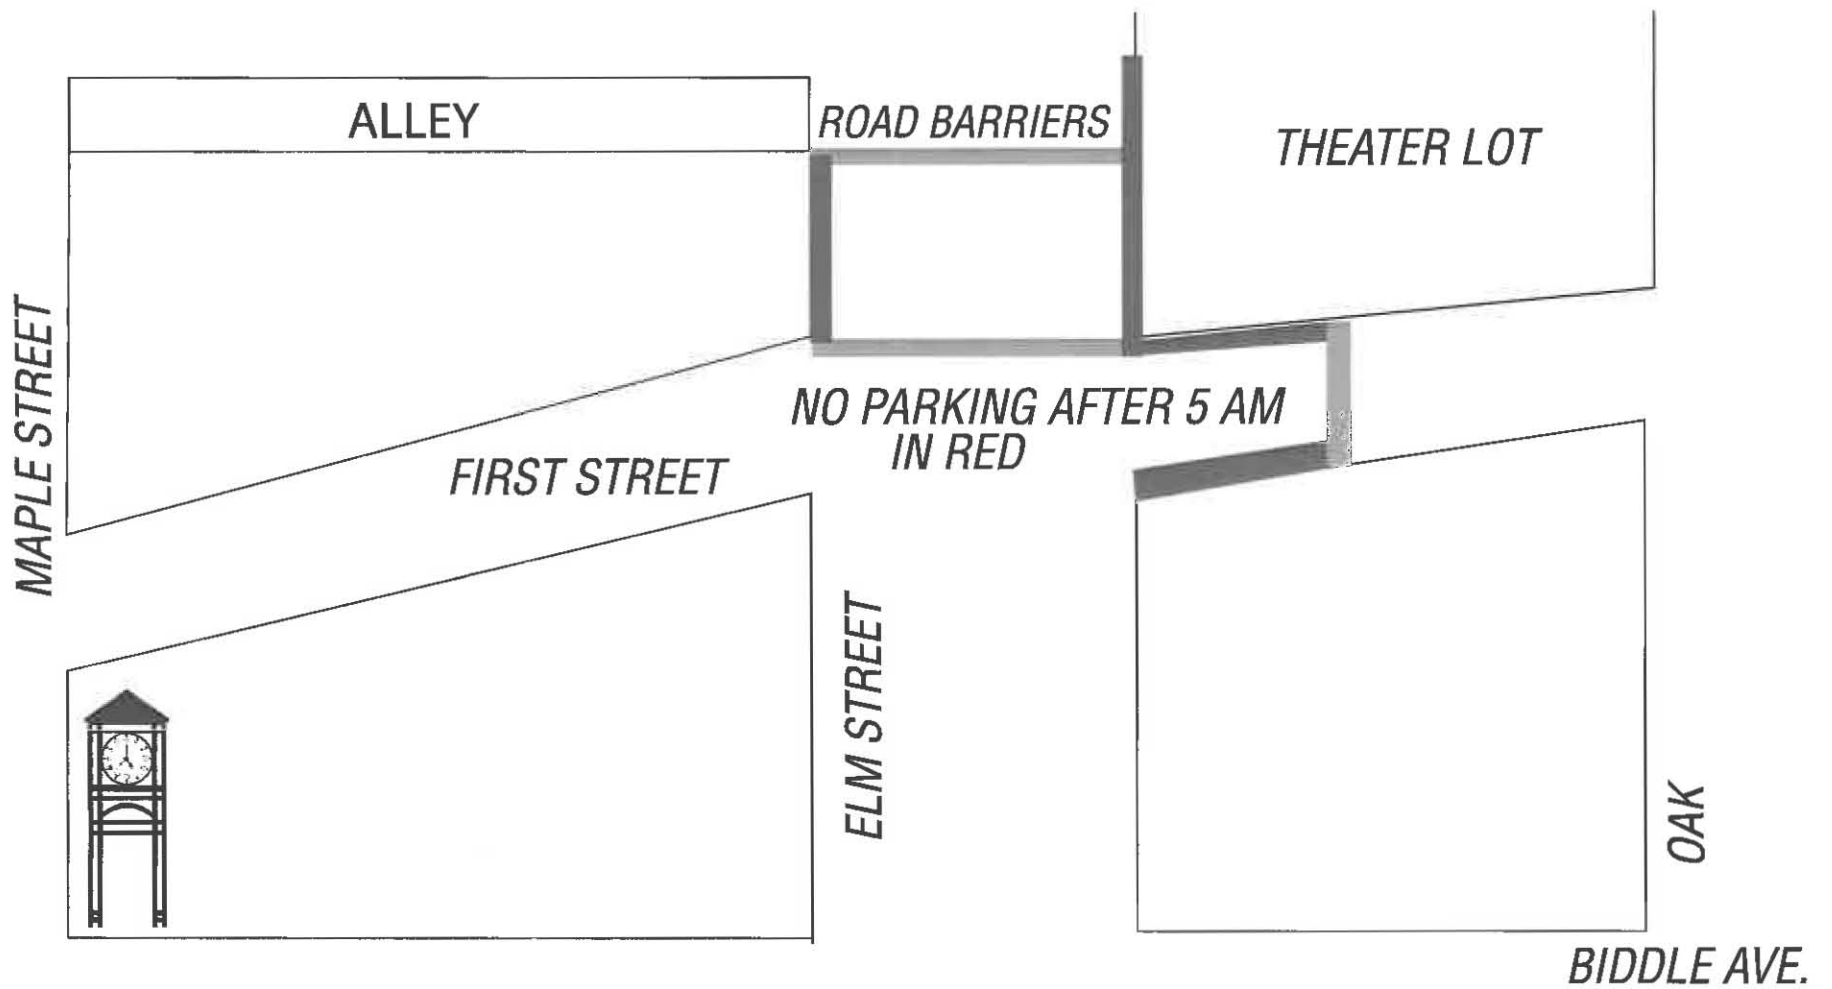 ALLEY
ROAD BARRIERS
THEATER LOT
MAPLE STREET
NO PARKING AFTER 5 AM
IN RED
FIRST STREET
ELM STREET
OAK
BIDDLE AVE.